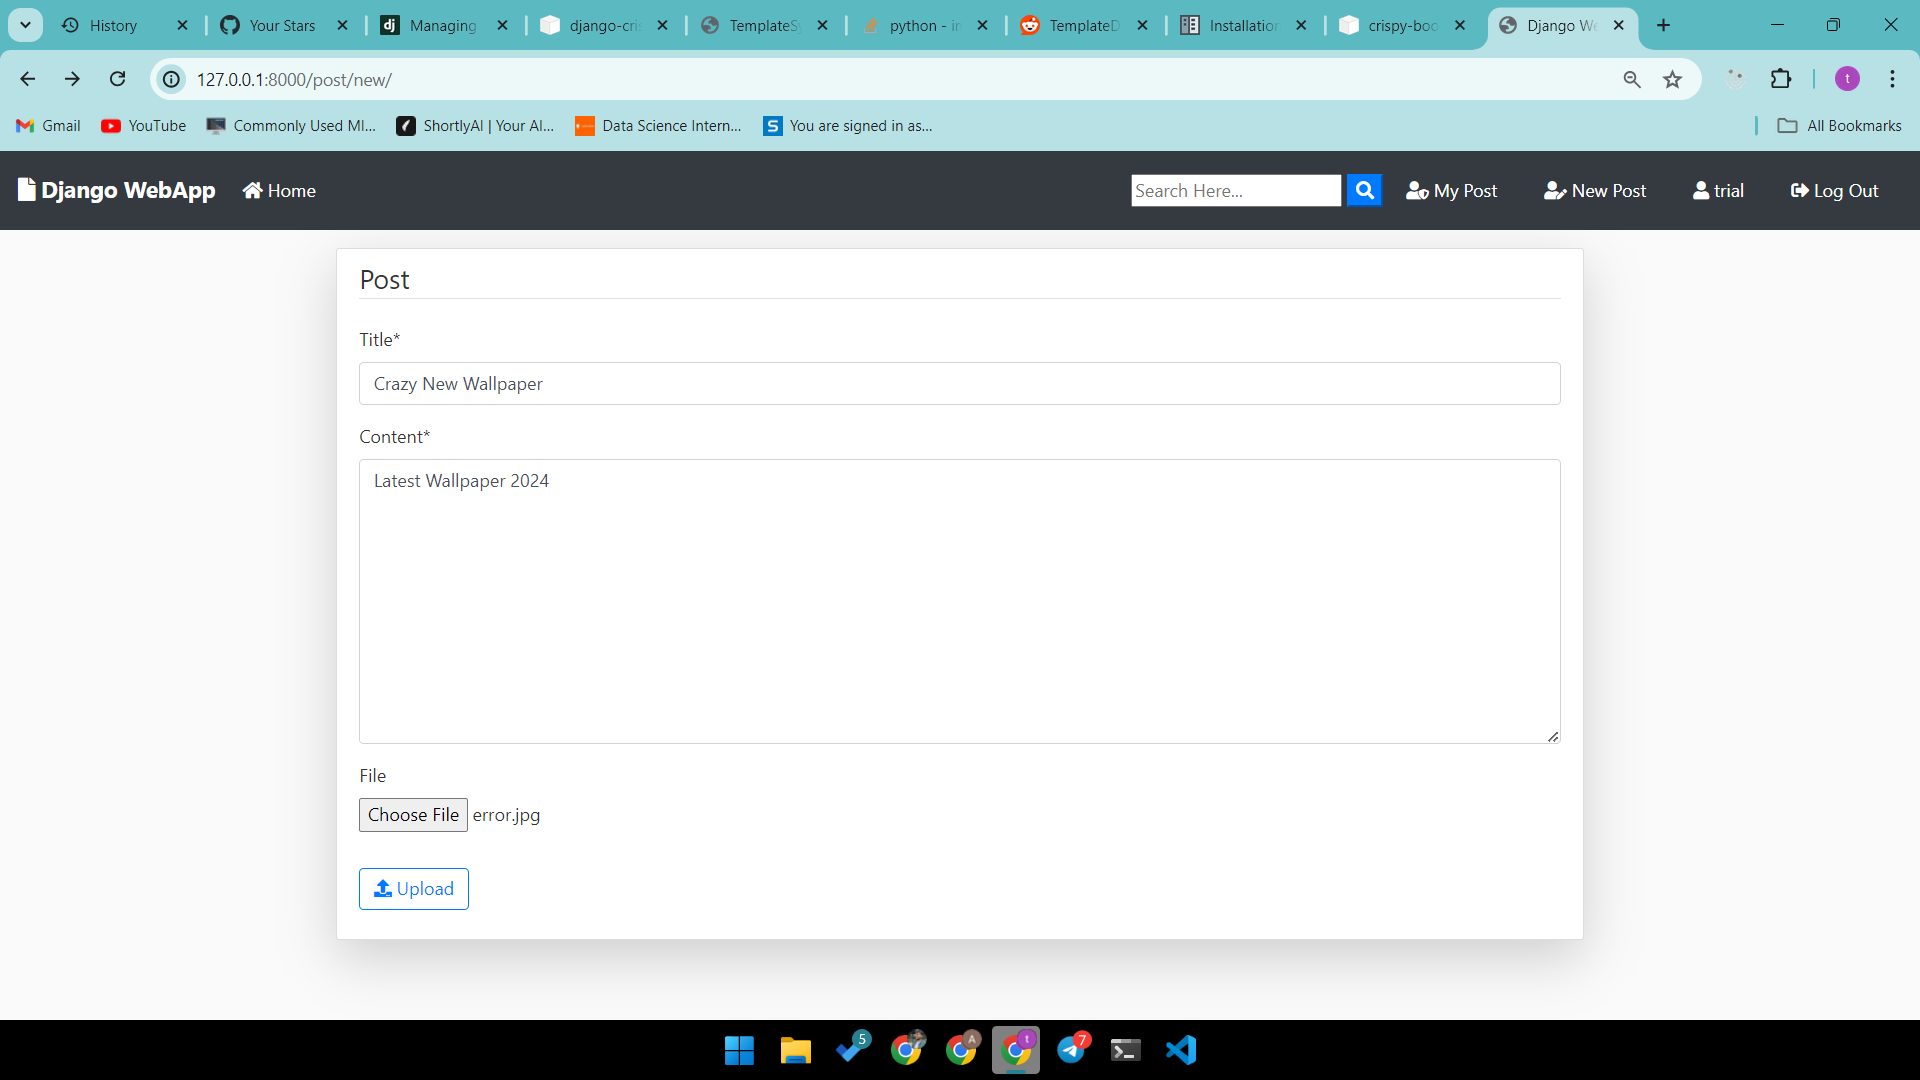 History
Your Stars
Managing
django-cris
TemplateSy
python - in
TemplateD
Installation
crispy-boo
Django We
127.0.0.1:8000/post/new/
t
Gmail
YouTube
Commonly Used Ml...
ShortlyAI | Your AI...
Data Science Intern...
You are signed in as...
All Bookmarks
Django WebApp
Home
Search Here...
My Post
New Post
trial
Log Out
Post
Title*
Crazy New Wallpaper
Content*
Latest Wallpaper 2024
File
Choose File error.jpg
Upload
5
A
t
7